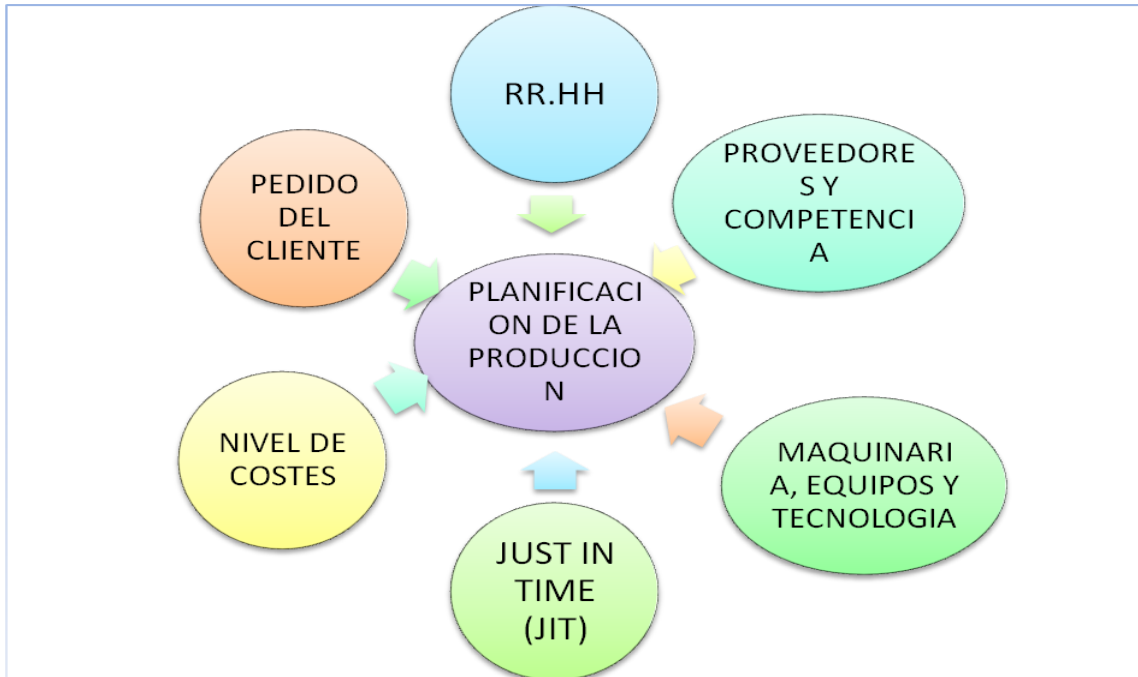 RR.HH
PROVEEDORE
S Y
COMPETENCI
A
MAQUINARI
A, EQUIPOS Y
TECNOLOGIA
JUST IN
TIME
(JIT)
NIVEL DE
COSTES
PEDIDO
DEL
CLIENTE
PLANIFICACI
ON DE LA
PRODUCCIO
N